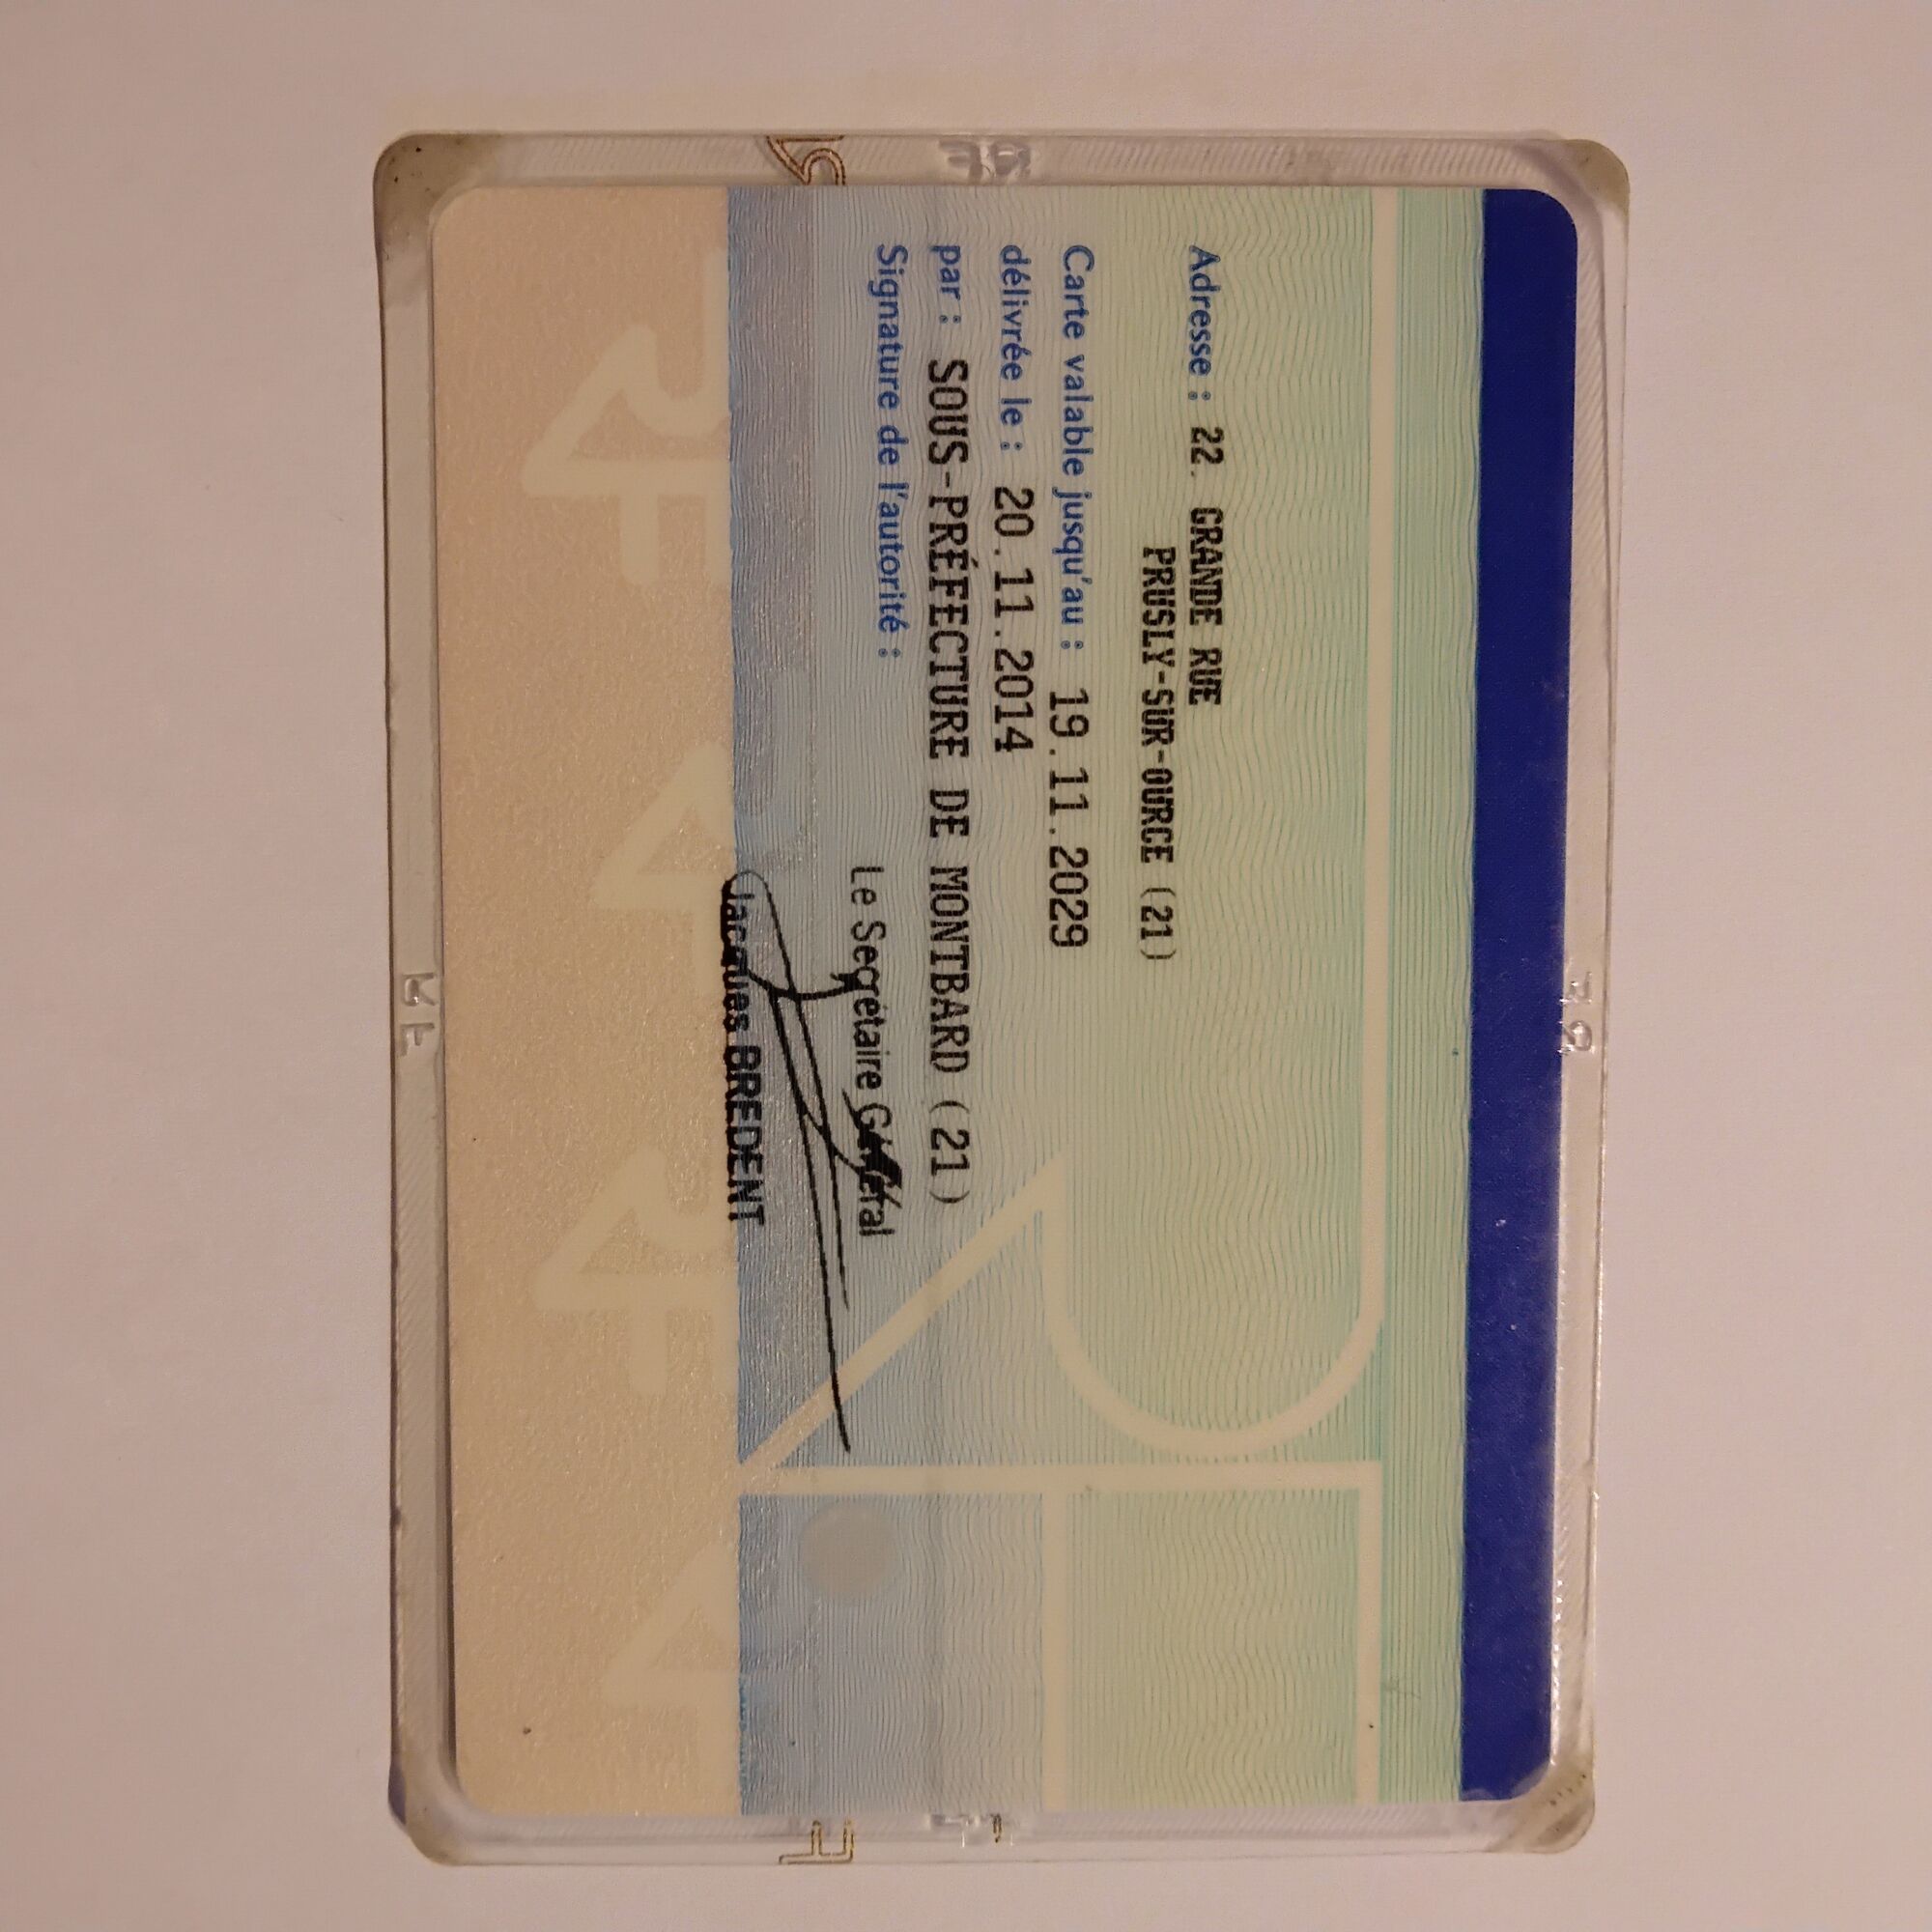 Adresse : 22. GRANDE RUE
PRUSLY-SUR-OURCE (21)
Carte valable jusqu'au : 19.11.2029
délivrée le : 20.11.2014
par : SOUS-PRÉFECTURE DE MONTBARD (21)
Signature de l'autorité :
Le Secrétaire Général
Jacques BREDENT
RF